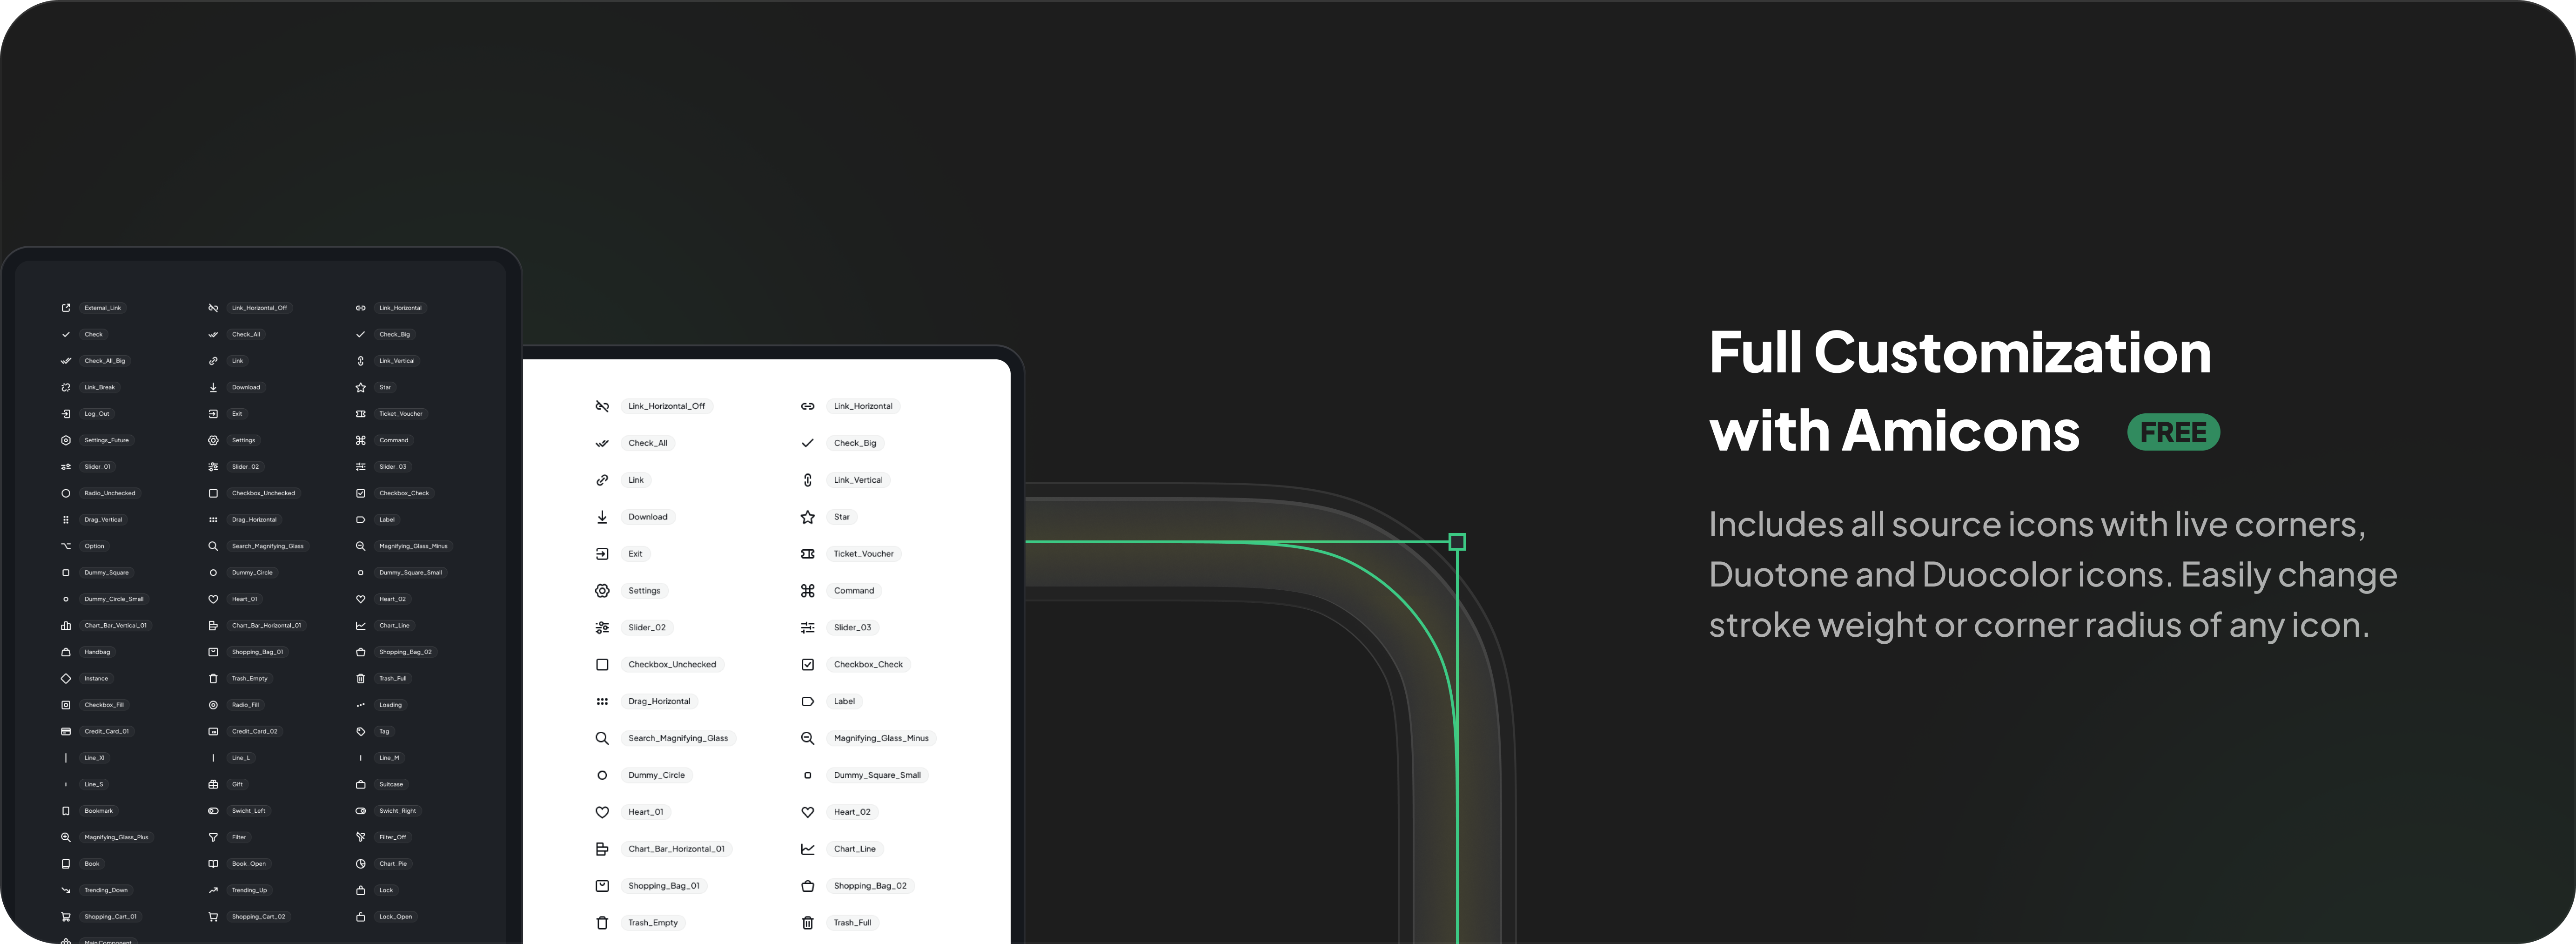 External_Link
Link_Horizontal_Off
Link_Horizontal
Check
Check_All
Check_Big
Check_All_Big
Link
Link_Vertical
Link_Break
Download
Star
Log_Out
Exit
Ticket_Voucher
Settings_Future
Settings
Command
Slider_01
Slider_02
Slider_03
Radio_Unchecked
Checkbox_Unchecked
Checkbox_Check
Drag_Vertical
Drag_Horizontal
Label
Option
Search_Magnifying_Glass
Magnifying_Glass_Minus
Dummy_Square
Dummy_Circle
Dummy_Square_Small
Dummy_Circle_Small
Heart_01
Heart_02
Chart_Bar_Vertical_01
Chart_Bar_Horizontal_01
Chart_Line
Handbag
Shopping_Bag_01
Shopping_Bag_02
Instance
Trash_Empty
Trash_Full
Checkbox_Fill
Radio_Fill
Loading
Credit_Card_01
Credit_Card_02
Tag
Line_Xl
Line_L
Line_M
Line_S
Gift
Suitcase
Bookmark
Swicht_Left
Swicht_Right
Magnifying_Glass_Plus
Filter
Filter_Off
Book
Book_Open
Chart_Pie
Trending_Down
Trending_Up
Lock
Shopping_Cart_01
Shopping_Cart_02
Lock_Open
Main Component
Link_Horizontal_Off
Link_Horizontal
Check_All
Check_Big
Link
Link_Vertical
Download
Star
Exit
Ticket_Voucher
Settings
Command
Slider_02
Slider_03
Checkbox_Unchecked
Checkbox_Check
Drag_Horizontal
Label
Search_Magnifying_Glass
Magnifying_Glass_Minus
Dummy_Circle
Dummy_Square_Small
Heart_01
Heart_02
Chart_Bar_Horizontal_01
Chart_Line
Shopping_Bag_01
Shopping_Bag_02
Trash_Empty
Trash_Full
Full Customization
with Amicons FREE
Includes all source icons with live corners,
Duotone and Duocolor icons. Easily change
stroke weight or corner radius of any icon.